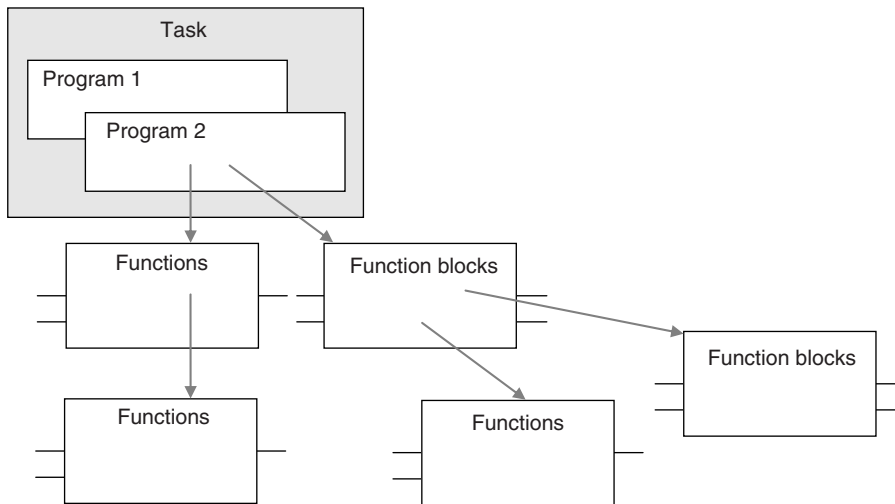 Task
Program 1
Program 2
Functions
Function blocks
Function blocks
Functions
Functions